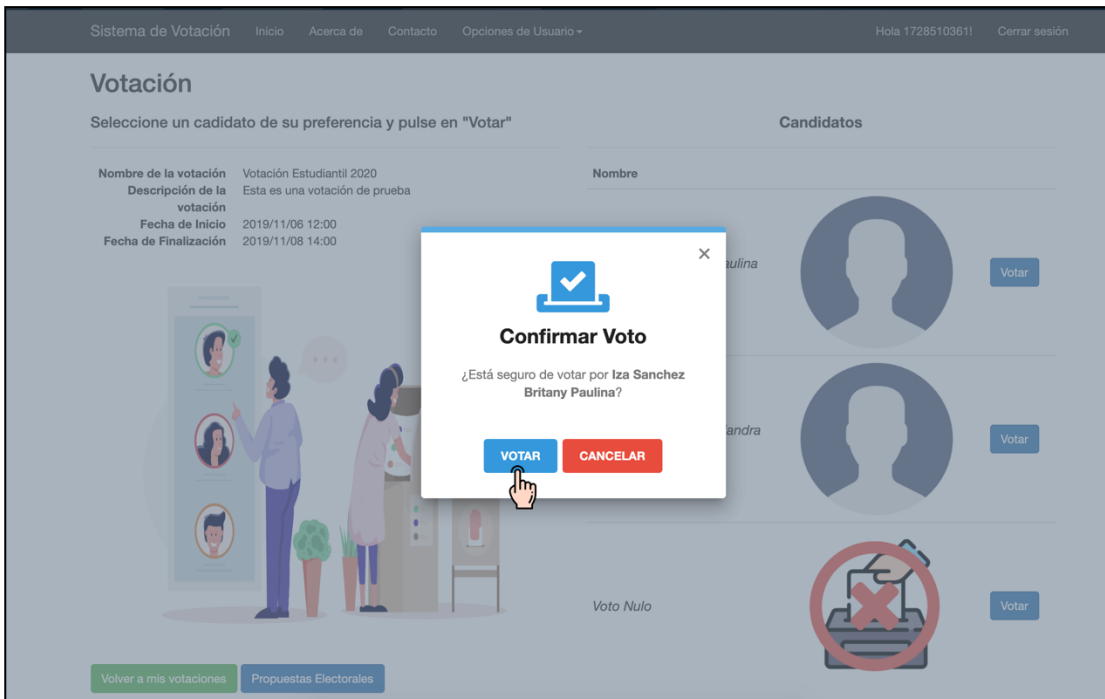 Sistema de Votación Inicio Acerca de Contacto Opciones de Usuario Hola 1728510361! Cerrar sesión
Votación
Seleccione un cadidato de su preferencia y pulse en "Votar"
Nombre de la votación Votación Estudiantil 2020
Descripción de la Esta es una votación de prueba
votación
Fecha de Inicio 2019/11/06 12:00
Fecha de Finalización 2019/11/08 14:00
Candidatos
Nombre
Votar
Votar
Voto Nulo Votar
×
Confirmar Voto
¿Está seguro de votar por Iza Sanchez
Britany Paulina?
VOTAR CANCELAR
Volver a mis votaciones Propuestas Electorales